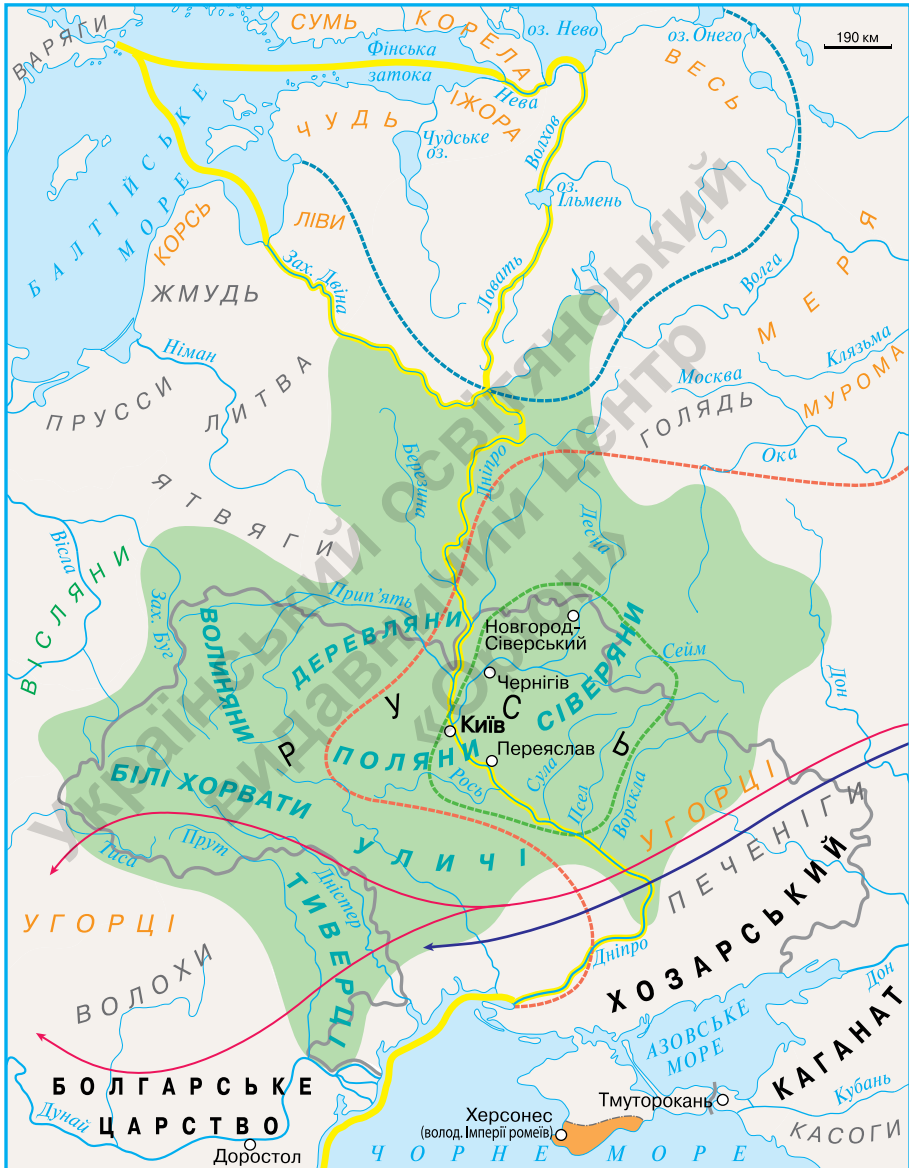 ВАРЯГИ
СУМЬ
КОРЕЛА
оз. Нево
оз. Онего
190 км
Фінська
затока
Нева
ІЖОРА
ВЕСЬ
ЧУДЬ
Чудське
оз.
Волхов
БАЛТІЙСЬКЕ
МОРЕ
оз.
Ільмень
КОРСЬ
ЛІВИ
Зах. Двіна
Ловать
Волга
МЕРЯ
ЖМУДЬ
Німан
Клязьма
Москва
МУРОМА
ПРУССИ
ЛИТВА
ГОЛЯДЬ
Ока
Березина
Дніпро
ЯТВЯГИ
Десна
Вісла
ВІСЛЯНИ
Зах. Буг
Прип’ять
ВОЛИНЯНИ
ДЕРЕВЛЯНИ
Новгород-
Сіверський
СІВЕРЯНИ
Сейм
Чернігів
Дон
РУСЬ
Київ
ПОЛЯНИ
Переяслав
БІЛІ ХОРВАТИ
Рось
Сула
Псел
Ворскла
УГОРЦІ
ПЕЧЕНІГИ
Тиса
Прут
УЛИЧІ
Дністер
ТИВЕРЦІ
УГОРЦІ
ВОЛОХИ
Дніпро
ХОЗАРСЬКИЙ
КАГАНАТ
Дон
АЗОВСЬКЕ
МОРЕ
БОЛГАРСЬКЕ
ЦАРСТВО
Дунай
Доростол
Тмуторокань
Кубань
Херсонес
(волод. Імперії ромеїв)
КАСОГИ
ЧОРНЕ МОРЕ
Український освітянський
видавничий центр
«Оріон»